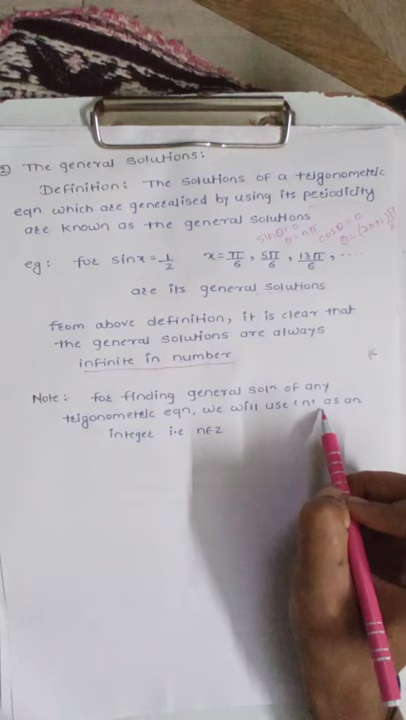 The general solutions:
Definition: The solutions of a trigonometric
eqn which are generalised by using its periodicity
are known as the general solutions
sinθ=0 cosθ=0
θ=nπ θ=(2n+1)π/2
eg: for sinx=1/2 x=π/6, 5π/6, 13π/6, ....
are its general solutions
from above definition, it is clear that
the general solutions are always
infinite in number
Note: for finding general soln of any
trigonometric eqn, we will use 'n' as an
integer i.e n∈z